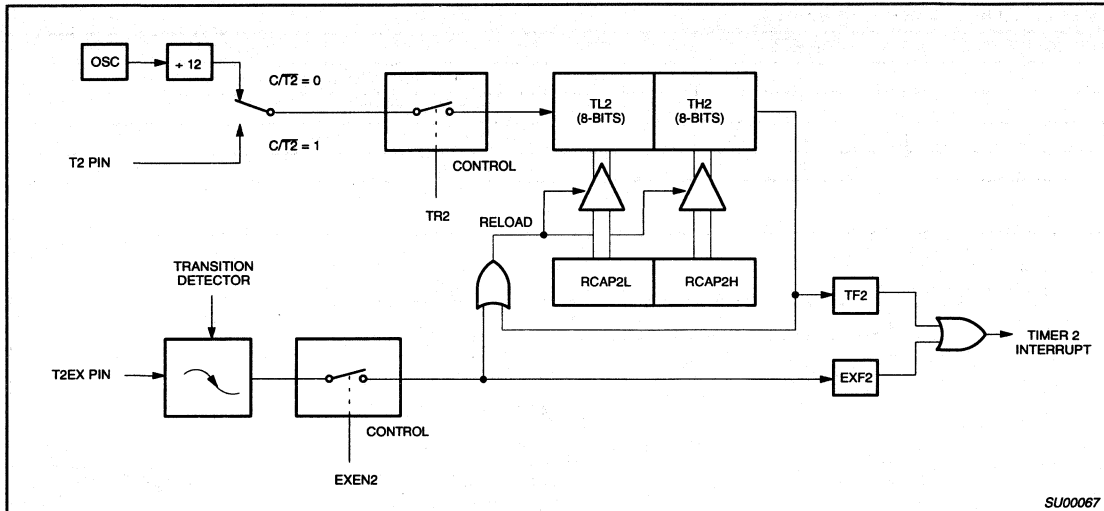 OSC
÷ 12
C/T2̅ = 0
C/T2̅ = 1
T2 PIN
CONTROL
TR2
TL2
(8-BITS)
TH2
(8-BITS)
RELOAD
RCAP2L
RCAP2H
TRANSITION
DETECTOR
T2EX PIN
CONTROL
EXEN2
TF2
EXF2
TIMER 2
INTERRUPT
SU00067